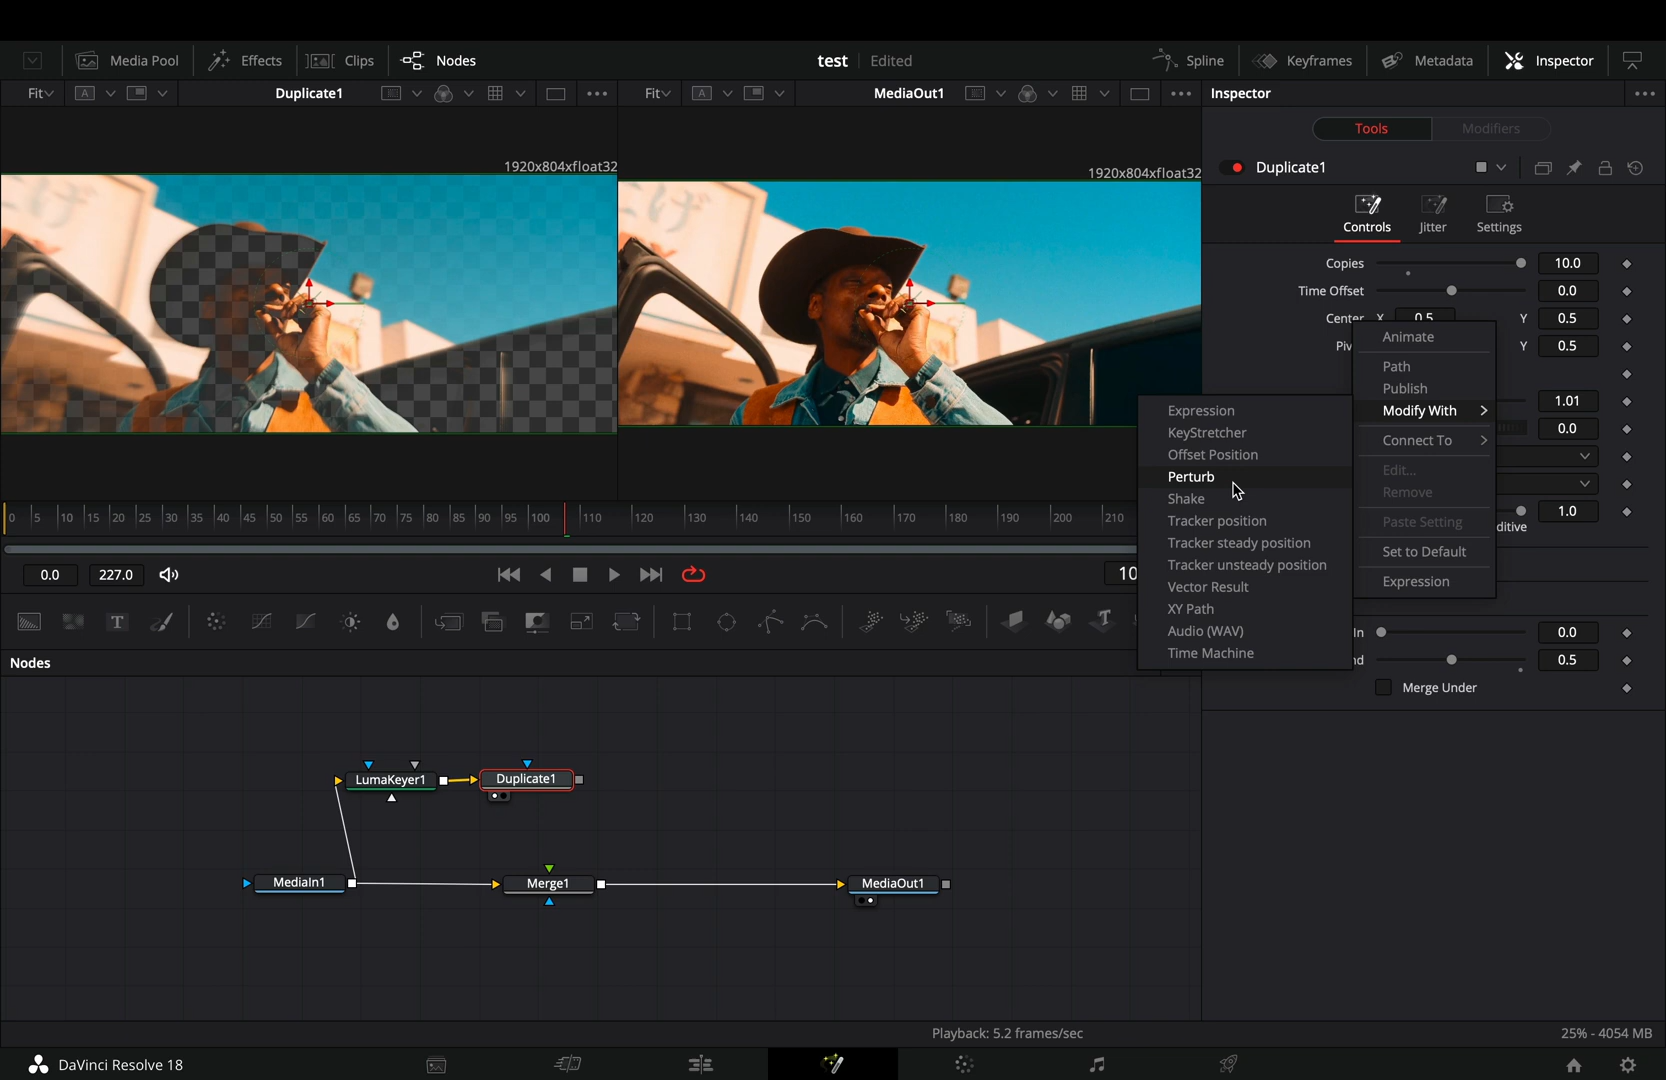 Media Pool
Effects
Clips
Nodes
test
Edited
Spline
Keyframes
Metadata
Inspector
Fit
A
Duplicate1
Fit
A
MediaOut1
Inspector
1920x804xfloat32
1920x804xfloat32
Tools
Modifiers
Duplicate1
Controls
Jitter
Settings
Copies 10.0
Time Offset 0.0
Center X 0.5 Y 0.5
Y 0.5
1.01
0.0
1.0
0.0
0.5
Merge Under
Animate
Path
Publish
Modify With
Connect To
Edit...
Remove
Paste Setting
Set to Default
Expression
Expression
KeyStretcher
Offset Position
Perturb
Shake
Tracker position
Tracker steady position
Tracker unsteady position
Vector Result
XY Path
Audio (WAV)
Time Machine
0 5 10 15 20 25 30 35 40 45 50 55 60 65 70 75 80 85 90 95 100 110 120 130 140 150 160 170 180 190 200 210
0.0
227.0
10
T
T
Nodes
LumaKeyer1
Duplicate1
MediaIn1
Merge1
MediaOut1
Playback: 5.2 frames/sec
25% - 4054 MB
DaVinci Resolve 18